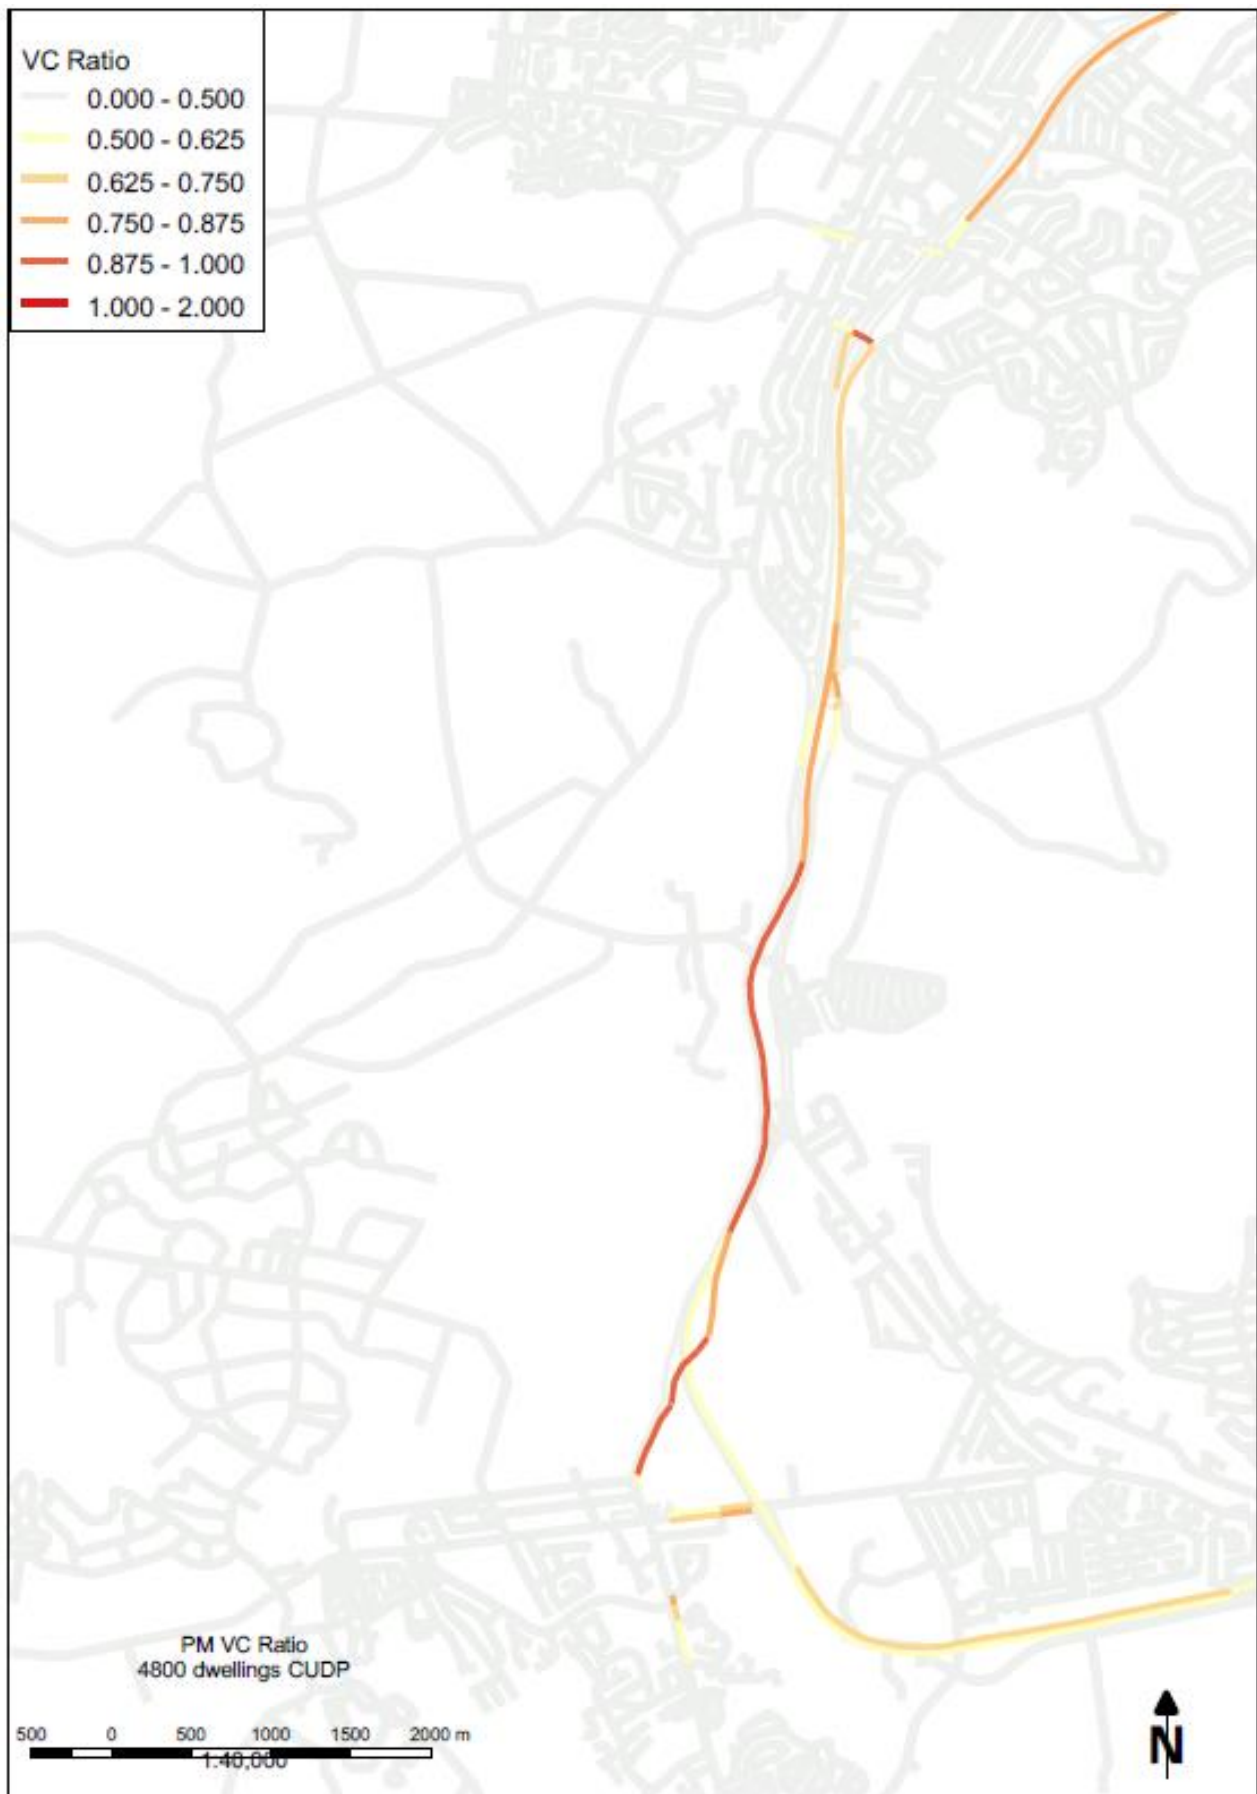 VC Ratio
0.000 - 0.500
0.500 - 0.625
0.625 - 0.750
0.750 - 0.875
0.875 - 1.000
1.000 - 2.000
PM VC Ratio
4800 dwellings CUDP
500 0 500 1000 1500 2000 m
1:40,000
N